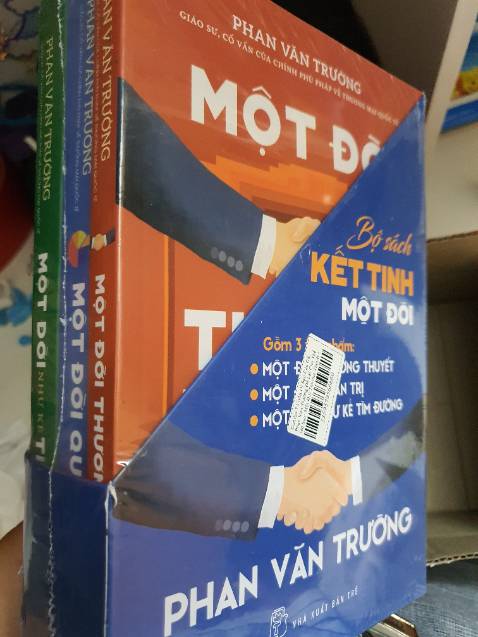 PHAN VĂN TRƯỜNG
GIÁO SƯ, CỐ VẤN CỦA CHÍNH PHỦ PHÁP VỀ THƯƠNG MẠI QUỐC TẾ
MỘT ĐỜI
Bộ sách
KẾT TINH
MỘT ĐỜI
Gồm 3
MỘT ĐỜI THƯƠNG THUYẾT
MỘT TRỊ
MỘT KẺ TÌM ĐƯỜNG
PHAN VĂN TRƯỜNG
NHÀ XUẤT BẢN TRẺ
PHAN VĂN TRƯỜNG
MỘT ĐỜI NHƯ KẺ
PHAN VĂN TRƯỜNG
MỘT ĐỜI
PHAN VĂN TRƯỜNG
MỘT ĐỜI